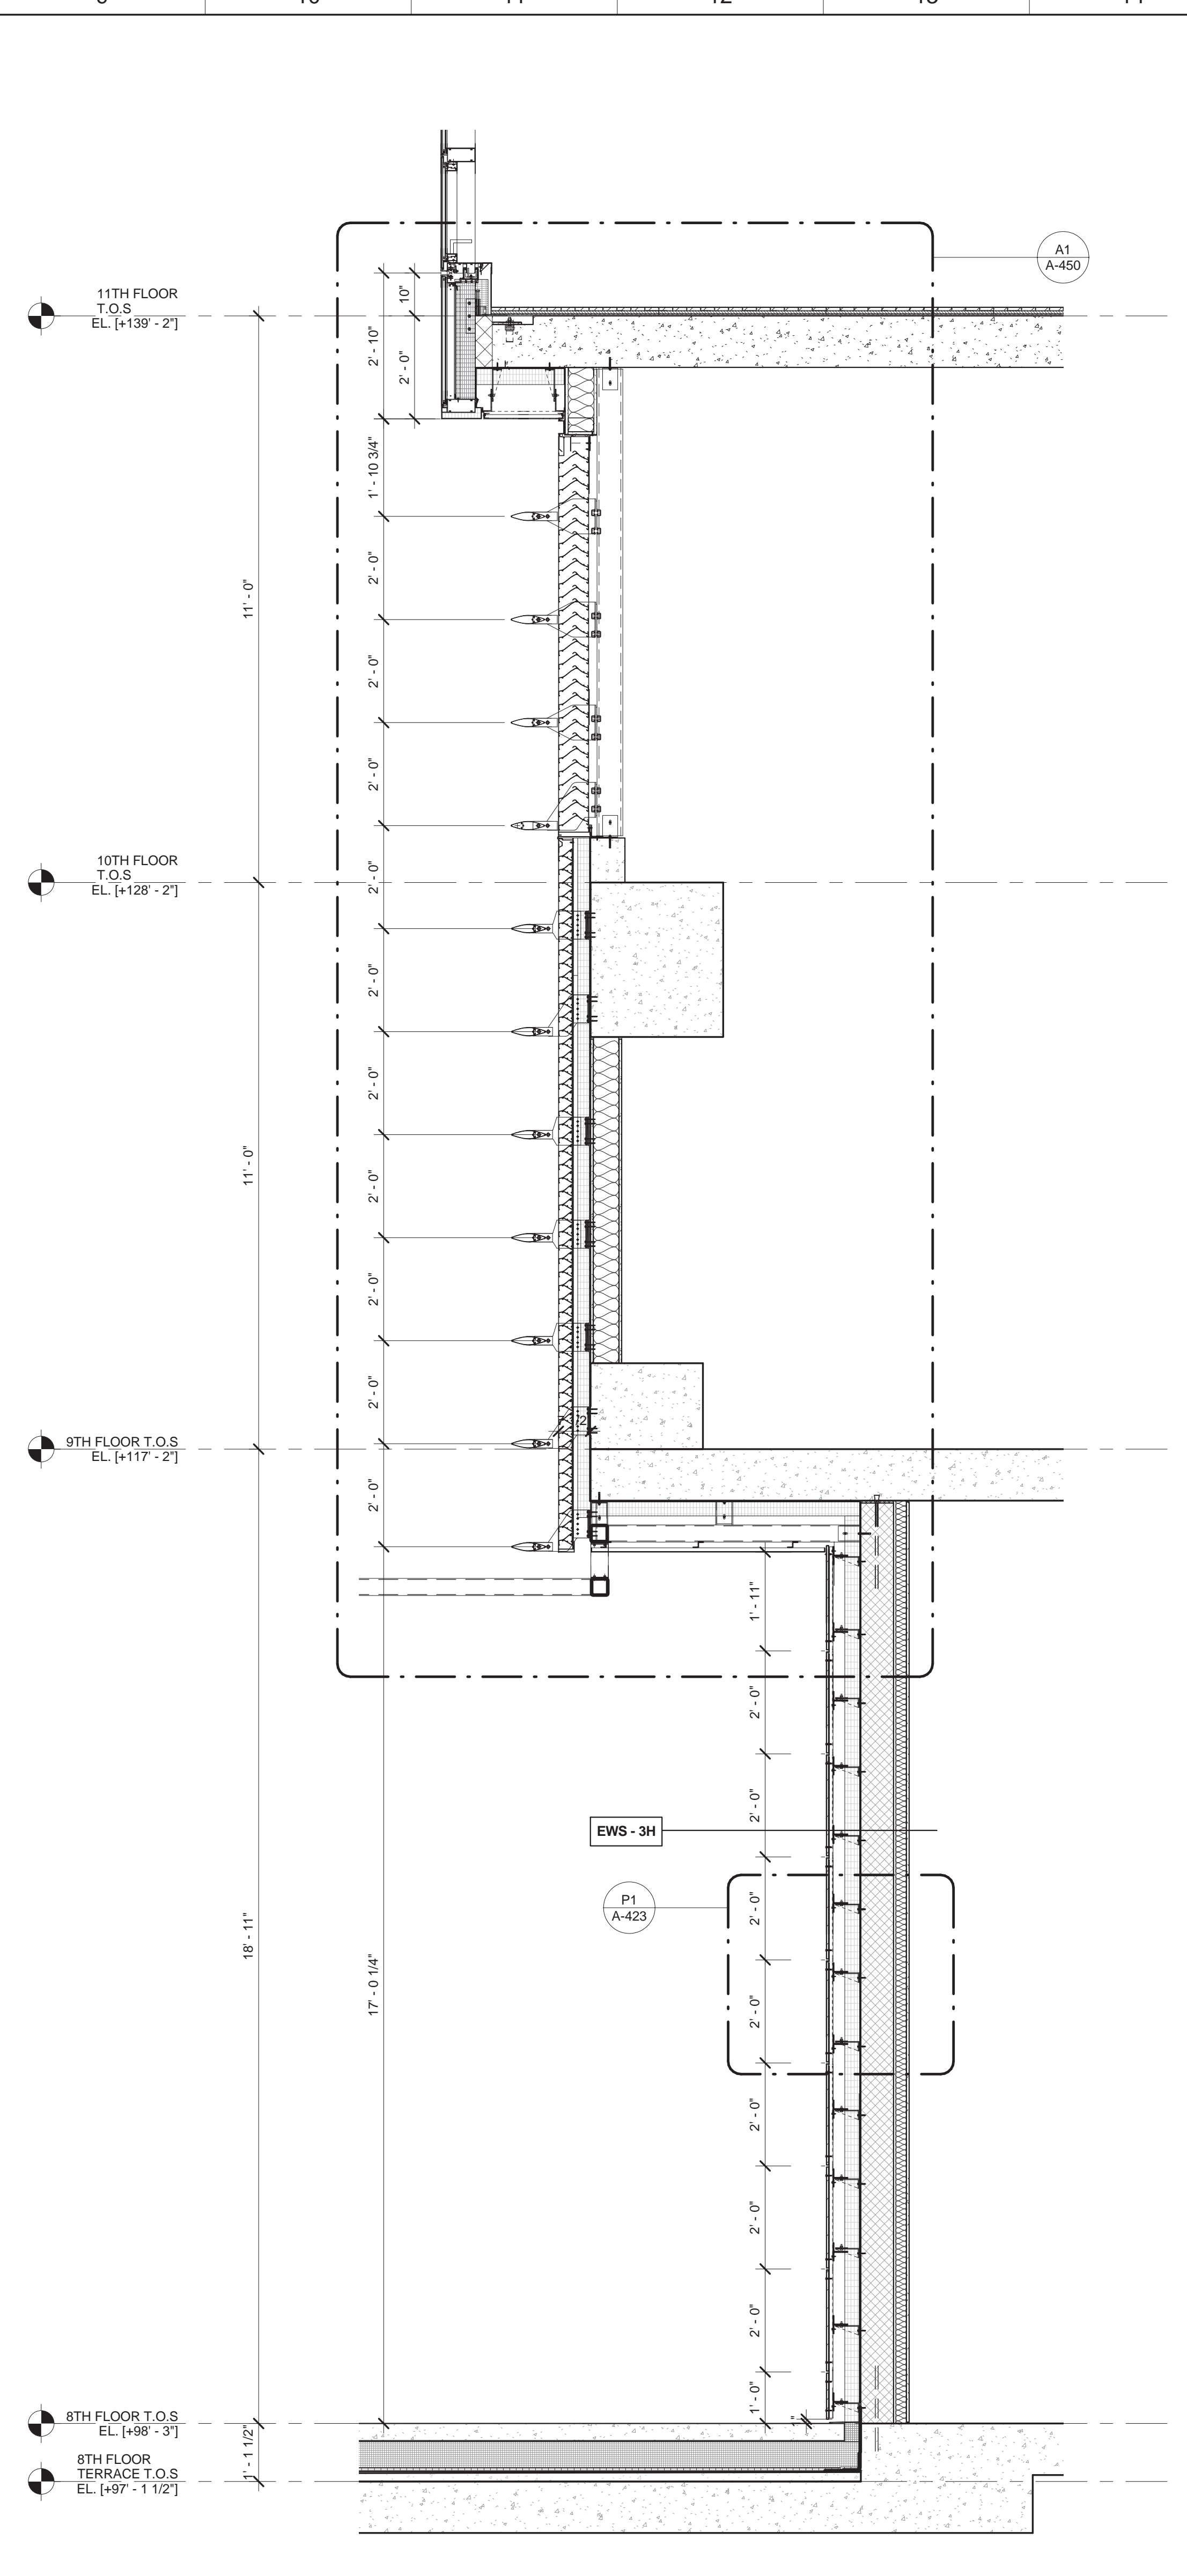 11TH FLOOR
T.O.S
EL. [+139' - 2"]
A1
A-450
10"
2' - 10"
2' - 0"
1' - 10 3/4"
2' - 0"
2' - 0"
2' - 0"
11' - 0"
10TH FLOOR
T.O.S
EL. [+128' - 2"]
2' - 0"
2' - 0"
2' - 0"
2' - 0"
2' - 0"
2' - 0"
11' - 0"
9TH FLOOR T.O.S
EL. [+117' - 2"]
2' - 0"
1' - 11"
2' - 0"
2' - 0"
EWS - 3H
P1
A-423
2' - 0"
18' - 11"
17' - 0 1/4"
2' - 0"
2' - 0"
2' - 0"
2' - 0"
1' - 0"
1"
8TH FLOOR T.O.S
EL. [+98' - 3"]
1' - 1 1/2"
8TH FLOOR
TERRACE T.O.S
EL. [+97' - 1 1/2"]